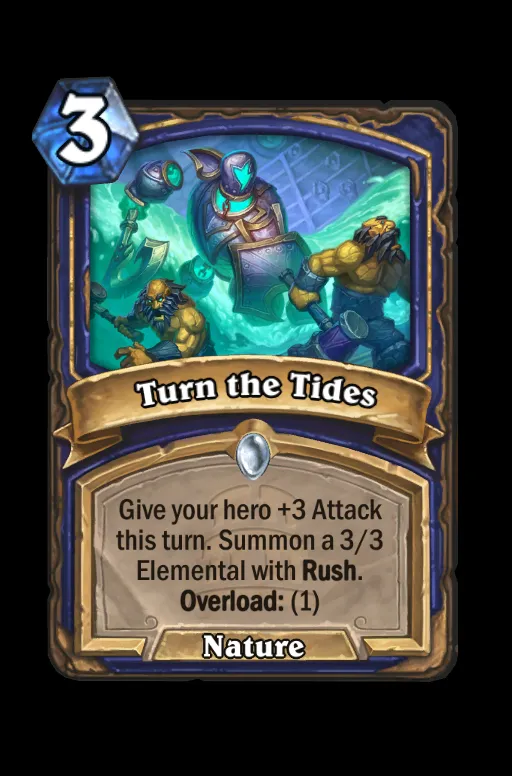 3
Turn the Tides
Give your hero +3 Attack
this turn. Summon a 3/3
Elemental with Rush.
Overload: (1)
Nature